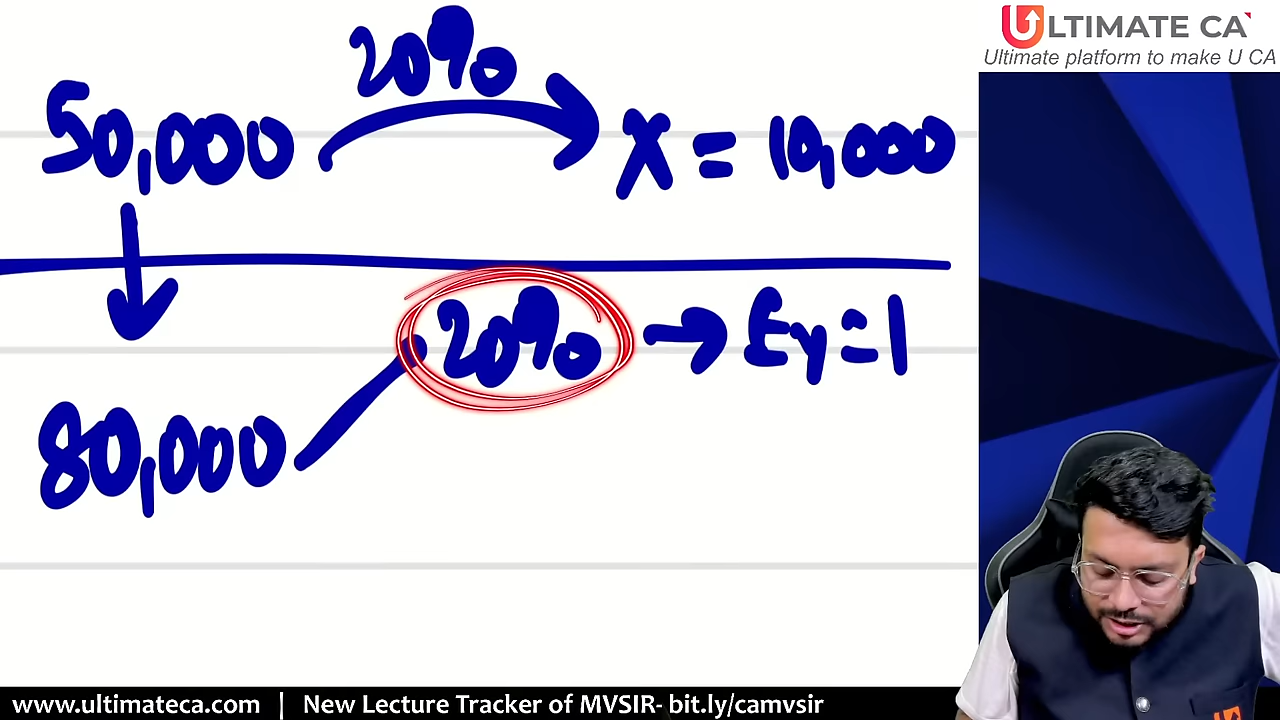 ULTIMATE CA
Ultimate platform to make U CA
20%
50,000 X = 10,000
20% Ey=1
80,000
www.ultimateca.com | New Lecture Tracker of MVSIR- bit.ly/camvsir